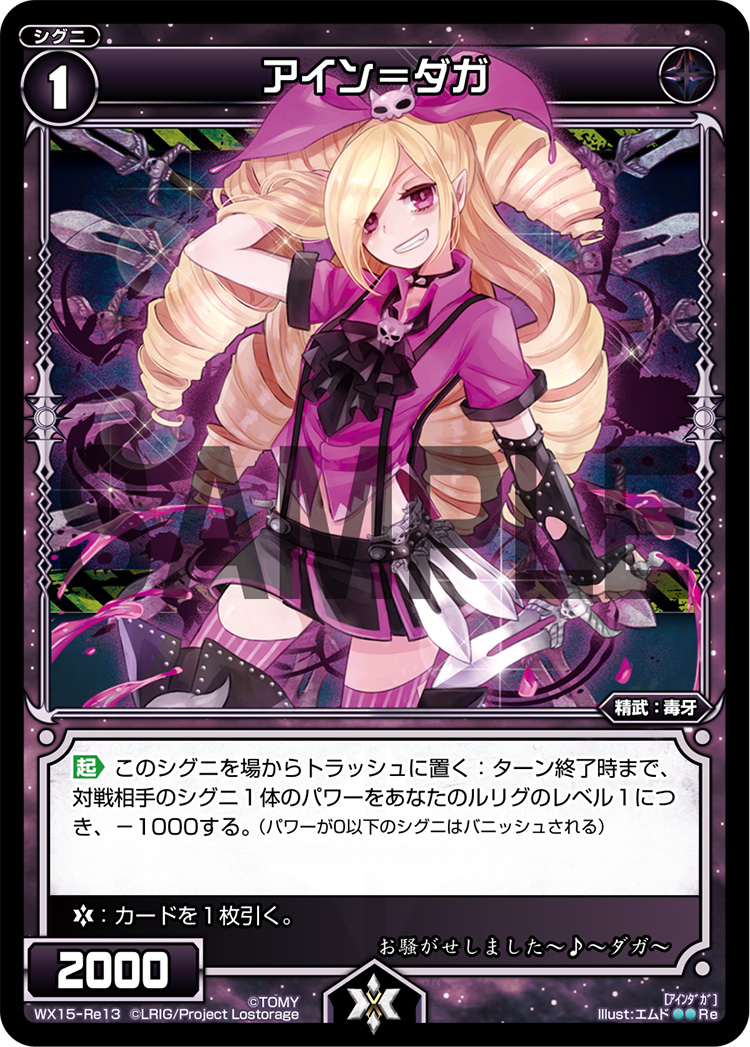 シグニ
1
アイン＝ダガ
SAMPLE
精武：毒牙
起 このシグニを場からトラッシュに置く：ターン終了時まで、
対戦相手のシグニ１体のパワーをあなたのルリグのレベル１につ
き、－1000する。（パワーが0以下のシグニはバニッシュされる）
：カードを１枚引く。
お騒がせしました～♪～ダガ～
2000
©TOMY
[ｱｲﾝﾀﾞｶﾞ]
WX15-Re13 ©LRIG/Project Lostorage
Illust:エムド Re